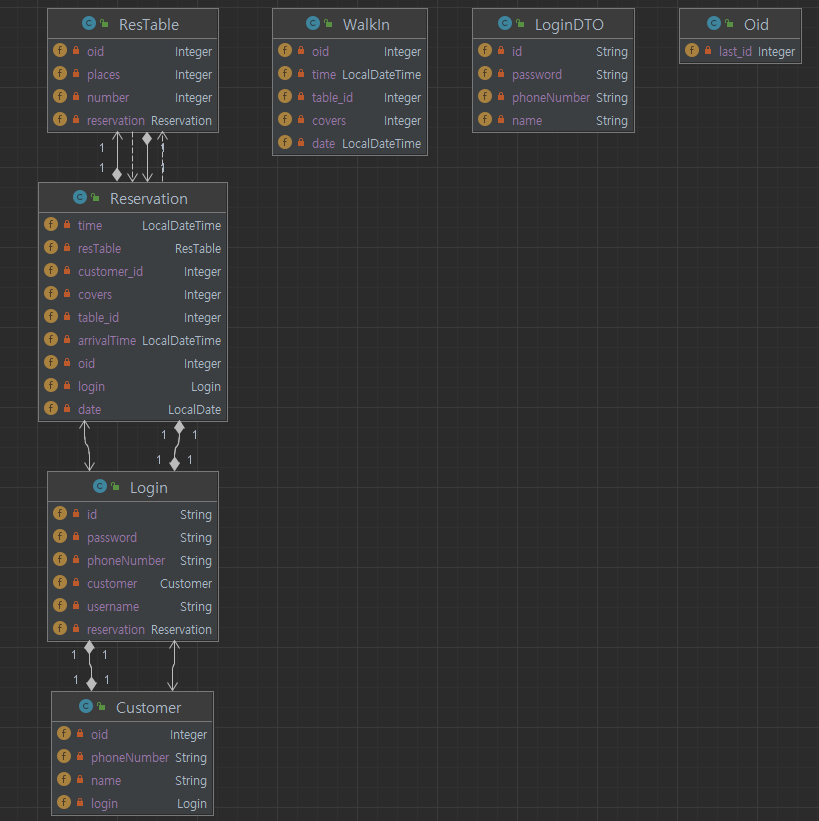 ResTable
oid Integer
places Integer
number Integer
reservation Reservation
WalkIn
oid Integer
time LocalDateTime
table_id Integer
covers Integer
date LocalDateTime
LoginDTO
id String
password String
phoneNumber String
name String
Oid
last_id Integer
1
1
1
1
Reservation
time LocalDateTime
resTable ResTable
customer_id Integer
covers Integer
table_id Integer
arrivalTime LocalDateTime
oid Integer
login Login
date LocalDate
1 1
1 1
Login
id String
password String
phoneNumber String
customer Customer
username String
reservation Reservation
1 1
1 1
Customer
oid Integer
phoneNumber String
name String
login Login